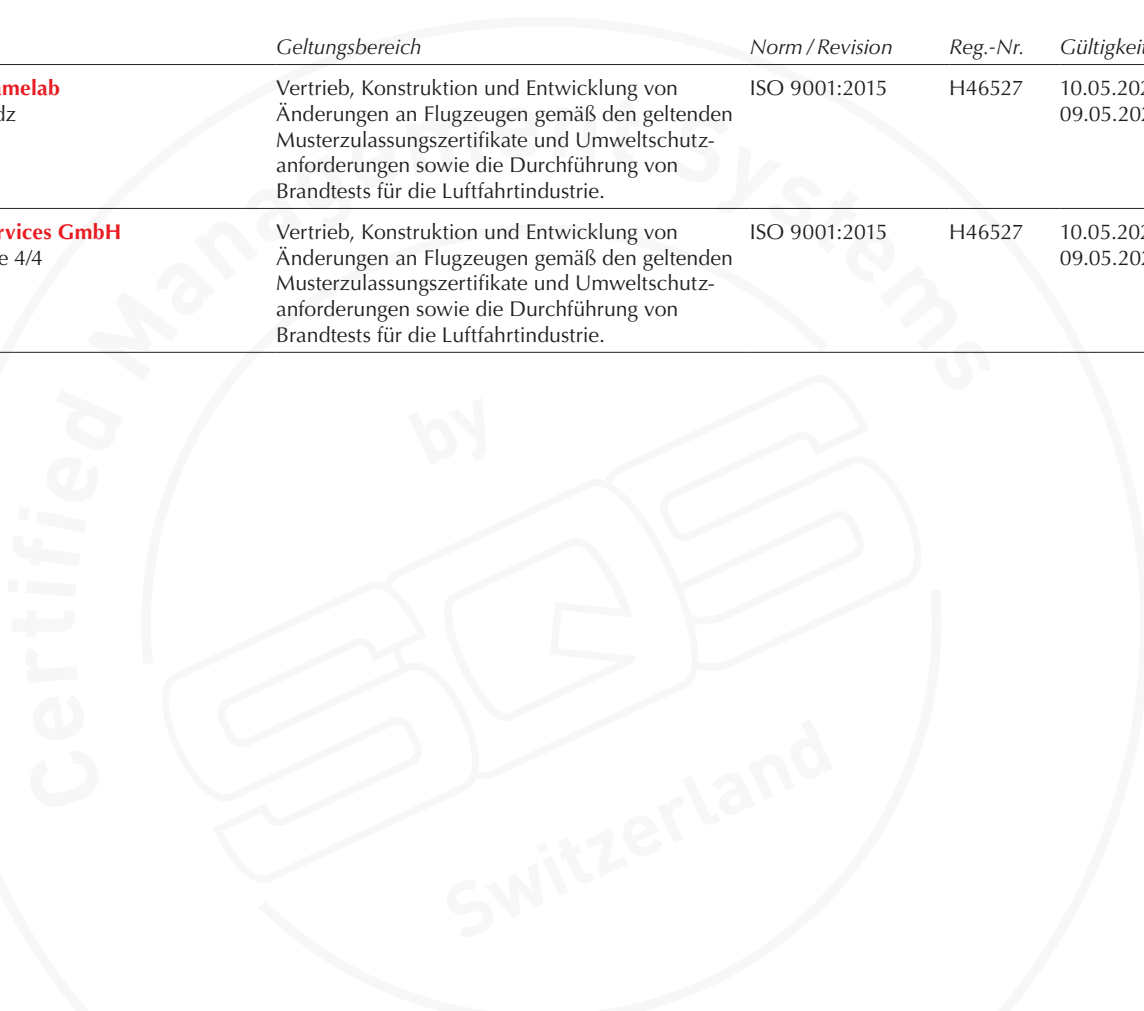 Geltungsbereich Norm / Revision Reg.-Nr.
Vertrieb, Konstruktion und Entwicklung von ISO 9001:2015 H46527
Änderungen an Flugzeugen gemäß den geltenden
Musterzulassungszertifikate und Umweltschutz-
anforderungen sowie die Durchführung von
Brandtests für die Luftfahrtindustrie.
GmbH Vertrieb, Konstruktion und Entwicklung von ISO 9001:2015 H46527
4/4 Änderungen an Flugzeugen gemäß den geltenden
Musterzulassungszertifikate und Umweltschutz-
anforderungen sowie die Durchführung von
Brandtests für die Luftfahrtindustrie.
Certified Management Systems
by
SQS
Switzerland